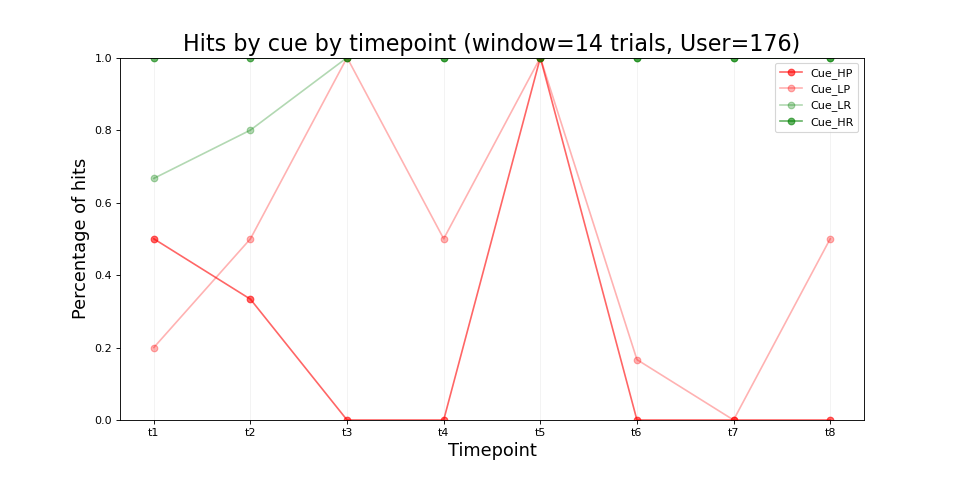 Hits by cue by timepoint (window=14 trials, User=176)
Percentage of hits
1.0
0.8
0.6
0.4
0.2
0.0
Cue_HP
Cue_LP
Cue_LR
Cue_HR
t1 t2 t3 t4 t5 t6 t7 t8
Timepoint